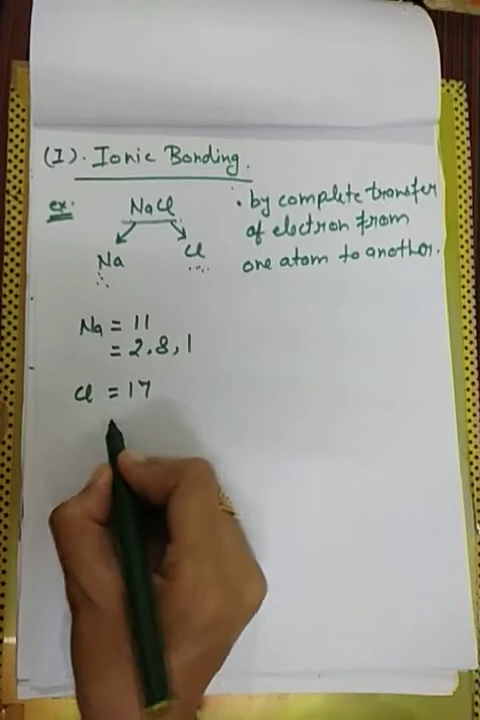 (I). Ionic Bonding.
ex:
NaCl
Na
Cl
• by complete transfer
of electron from
one atom to another.
Na = 11
= 2,8,1
Cl = 17